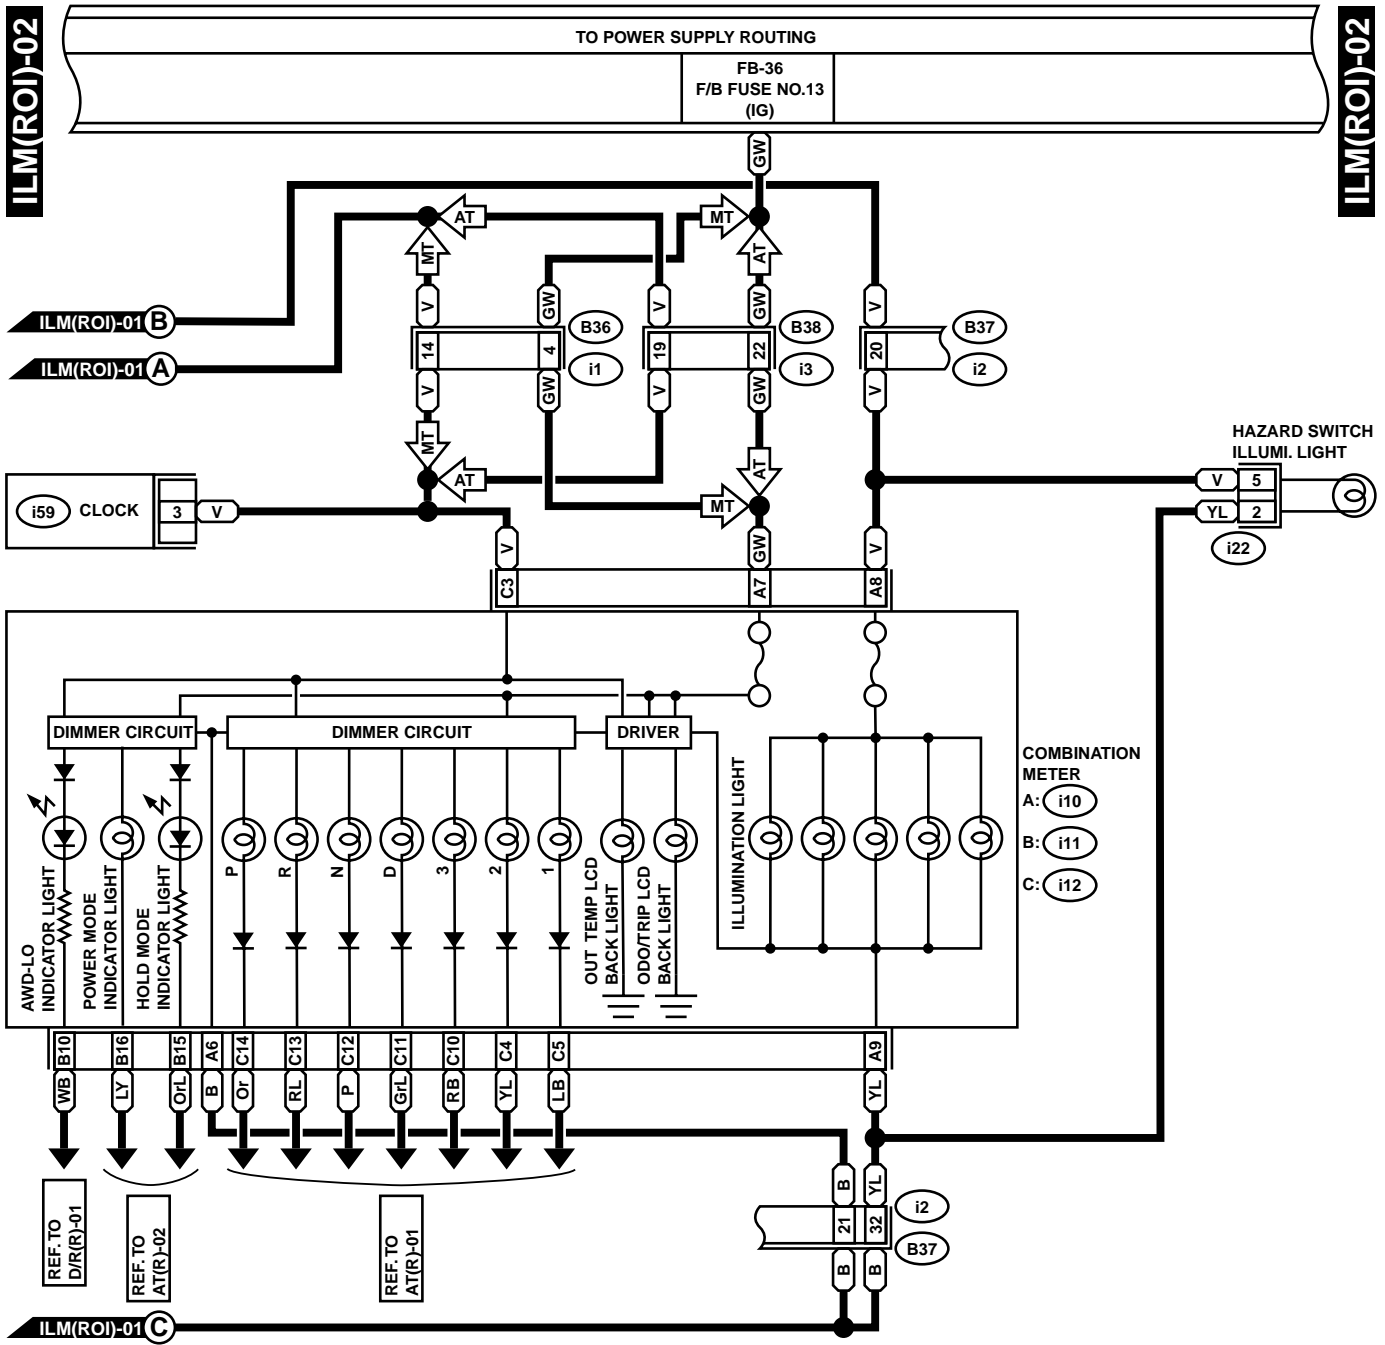 ILM(ROI)-02
ILM(ROI)-02
TO POWER SUPPLY ROUTING
FB-36
F/B FUSE NO.13
(IG)
GW
AT
MT
MT
AT
V
GW
V
GW
V
ILM(ROI)-01 B
B36
B38
B37
14
4
19
22
20
ILM(ROI)-01 A
i1
i3
i2
V
GW
V
GW
V
HAZARD SWITCH
ILLUMI. LIGHT
MT
AT
AT
MT
V
5
YL
2
i22
i59
CLOCK
3
V
V
GW
V
C3
A7
A8
DIMMER CIRCUIT
DIMMER CIRCUIT
DRIVER
COMBINATION
METER
A: i10
B: i11
C: i12
ILLUMINATION LIGHT
P
R
N
D
3
2
1
AWD-LO
INDICATOR LIGHT
POWER MODE
INDICATOR LIGHT
HOLD MODE
INDICATOR LIGHT
OUT TEMP LCD
BACK LIGHT
ODO/TRIP LCD
BACK LIGHT
B10
B16
B15
A6
C14
C13
C12
C11
C10
C4
C5
A9
WB
LY
OrL
B
Or
RL
P
GrL
RB
YL
LB
YL
B
YL
i2
21
32
B37
B
B
REF. TO
D/R(R)-01
REF. TO
AT(R)-02
REF. TO
AT(R)-01
ILM(ROI)-01 C